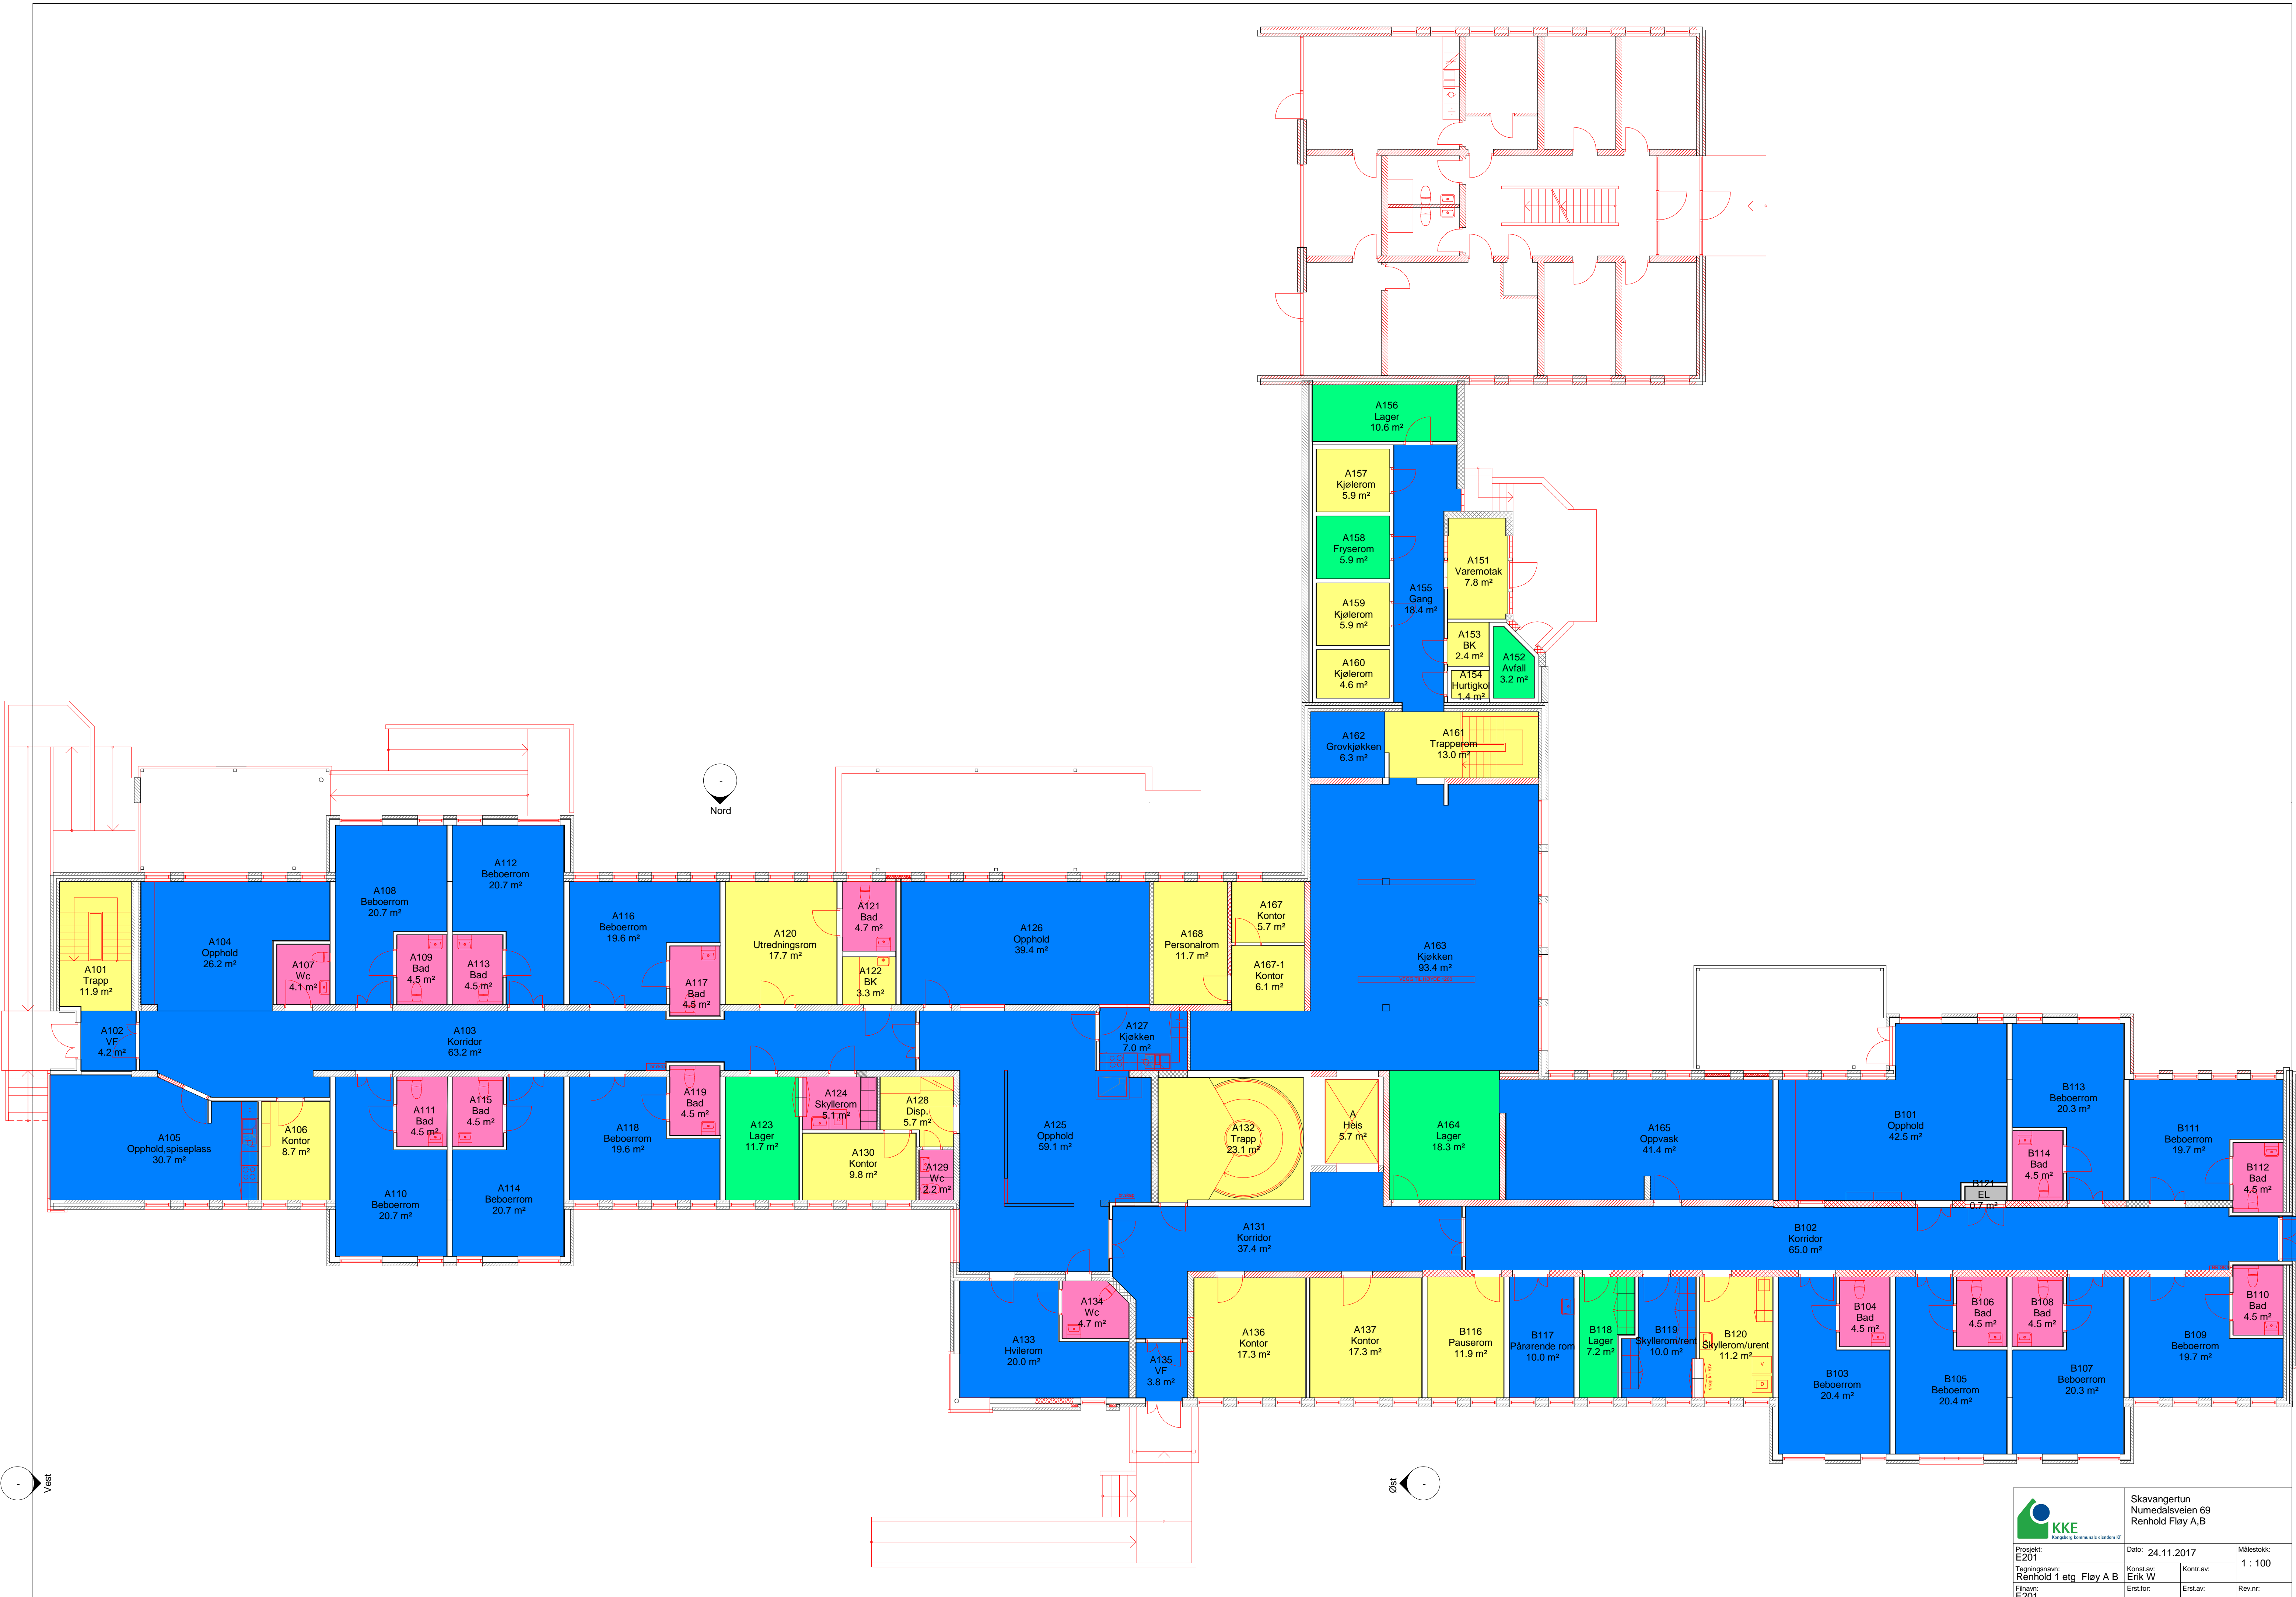 A156
Lager
10.6 m²
A157
Kjølerom
5.9 m²
A158
Fryserom
5.9 m²
A151
Varemotak
7.8 m²
A155
Gang
18.4 m²
A159
Kjølerom
5.9 m²
A153
BK
2.4 m²
A152
Avfall
3.2 m²
A160
Kjølerom
4.6 m²
A154
Hurtigkol
1.4 m²
A162
Grovkjøkken
6.3 m²
A161
Trapperom
13.0 m²
-
Nord
A101
Trapp
11.9 m²
A104
Opphold
26.2 m²
A107
Wc
4.1 m²
A108
Beboerrom
20.7 m²
A109
Bad
4.5 m²
A112
Beboerrom
20.7 m²
A113
Bad
4.5 m²
A116
Beboerrom
19.6 m²
A117
Bad
4.5 m²
A120
Utredningsrom
17.7 m²
A121
Bad
4.7 m²
A122
BK
3.3 m²
A126
Opphold
39.4 m²
A168
Personalrom
11.7 m²
A167
Kontor
5.7 m²
A167-1
Kontor
6.1 m²
A163
Kjøkken
93.4 m²
A102
VF
4.2 m²
A103
Korridor
63.2 m²
A127
Kjøkken
7.0 m²
A105
Opphold,spiseplass
30.7 m²
A106
Kontor
8.7 m²
A111
Bad
4.5 m²
A110
Beboerrom
20.7 m²
A115
Bad
4.5 m²
A114
Beboerrom
20.7 m²
A118
Beboerrom
19.6 m²
A119
Bad
4.5 m²
A123
Lager
11.7 m²
A124
Skyllerom
5.1 m²
A128
Disp.
5.7 m²
A130
Kontor
9.8 m²
A129
Wc
2.2 m²
A125
Opphold
59.1 m²
A132
Trapp
23.1 m²
A
Heis
5.7 m²
A164
Lager
18.3 m²
A165
Oppvask
41.4 m²
B101
Opphold
42.5 m²
B121
EL
0.7 m²
B113
Beboerrom
20.3 m²
B114
Bad
4.5 m²
B111
Beboerrom
19.7 m²
B112
Bad
4.5 m²
A131
Korridor
37.4 m²
B102
Korridor
65.0 m²
A133
Hvilerom
20.0 m²
A134
Wc
4.7 m²
A135
VF
3.8 m²
A136
Kontor
17.3 m²
A137
Kontor
17.3 m²
B116
Pauserom
11.9 m²
B117
Pårørende rom
10.0 m²
B118
Lager
7.2 m²
B119
Skyllerom/rent
10.0 m²
B120
Skyllerom/urent
11.2 m²
V
D
B104
Bad
4.5 m²
B103
Beboerrom
20.4 m²
B106
Bad
4.5 m²
B105
Beboerrom
20.4 m²
B108
Bad
4.5 m²
B107
Beboerrom
20.3 m²
B110
Bad
4.5 m²
B109
Beboerrom
19.7 m²
-
Vest
Øst
-
KKE
Kongsberg kommunale eiendom KF
Skavangertun
Numedalsveien 69
Renhold Fløy A,B
Prosjekt:
E201
Dato: 24.11.2017
Målestokk:
1 : 100
Tegningsnavn:
Renhold 1 etg Fløy A B
Konst.av:
Erik W
Kontr.av:
Filnavn:
E201
Erst.for:
Erst.av:
Rev.nr: